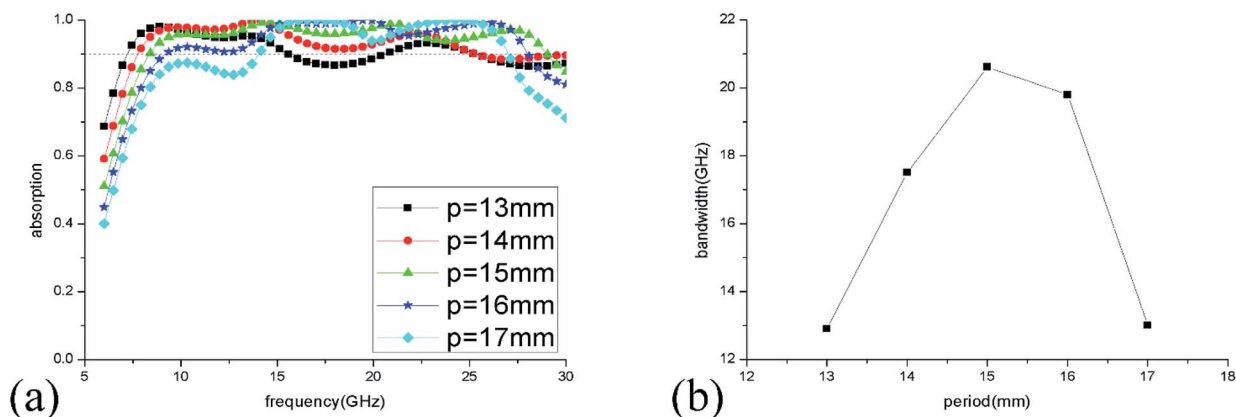 absorption
1.0
0.8
0.6
0.4
0.2
0.0
p=13mm
p=14mm
p=15mm
p=16mm
p=17mm
5 10 15 20 25 30
frequency(GHz)
(a)
bandwidth(GHz)
22
20
18
16
14
12
12 13 14 15 16 17 18
period(mm)
(b)